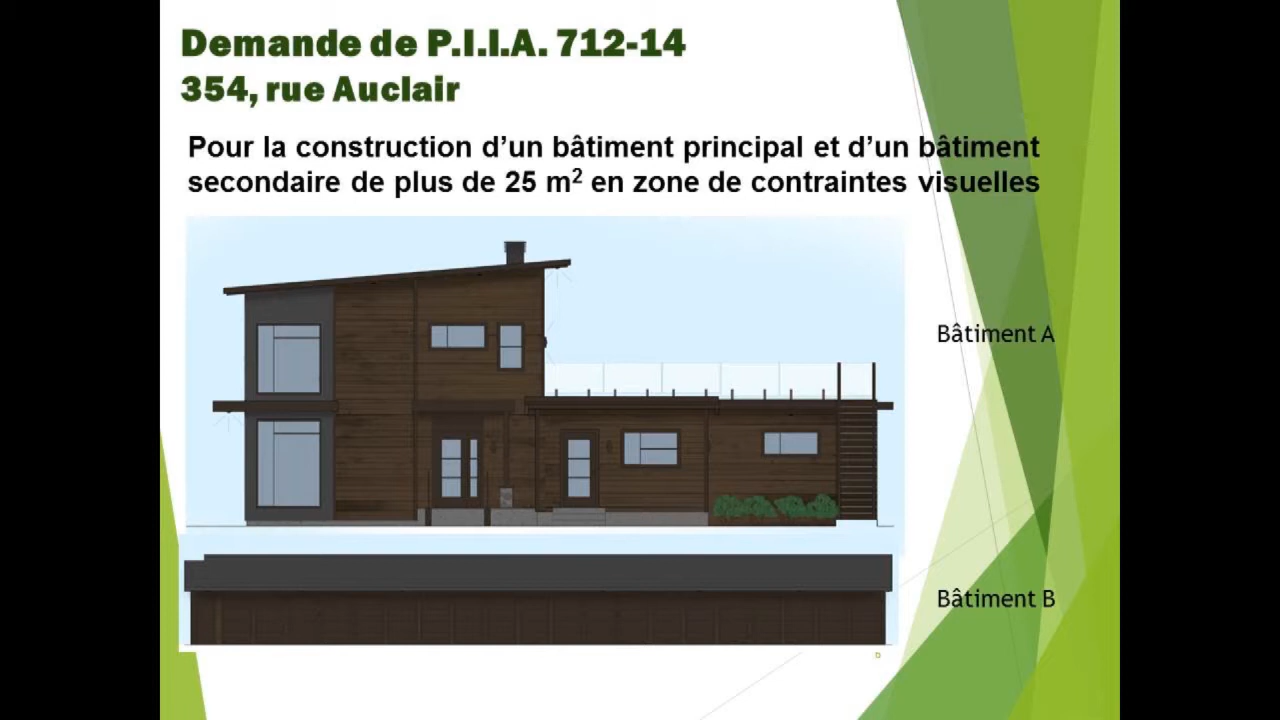 Demande de P.I.I.A. 712-14
354, rue Auclair
Pour la construction d’un bâtiment principal et d’un bâtiment
secondaire de plus de 25 m² en zone de contraintes visuelles
Bâtiment A
Bâtiment B